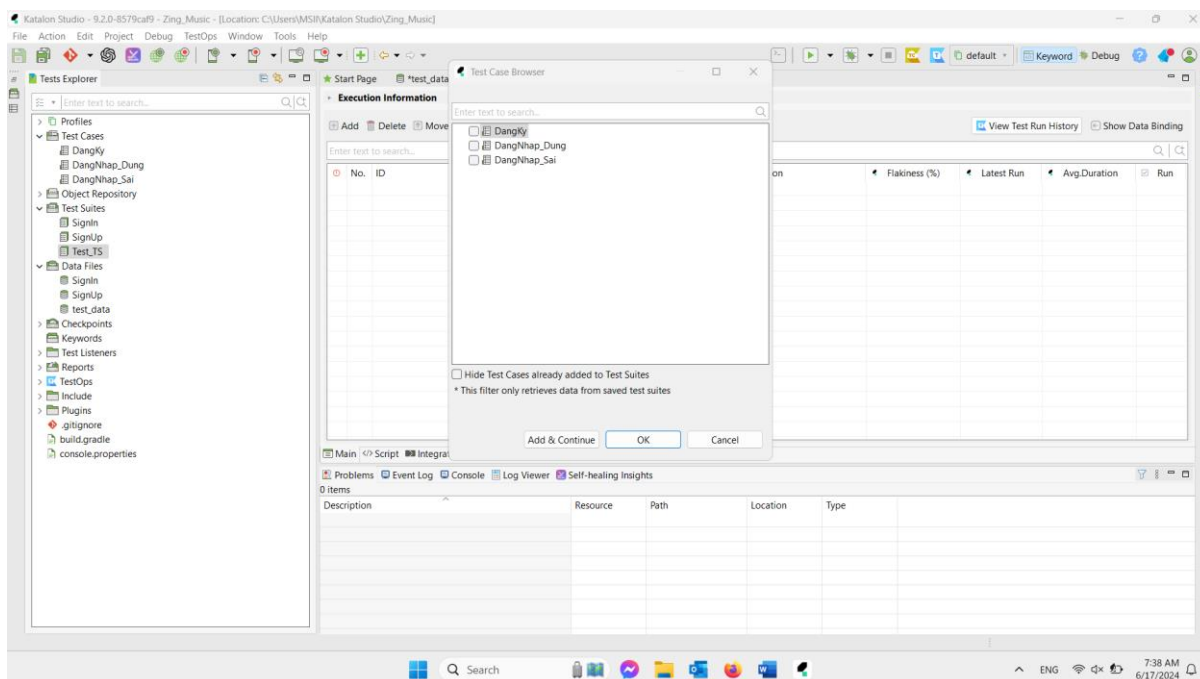 Katalon Studio - 9.2.0-8579caf9 - Zing_Music - [Location: C:\Users\MSII\Katalon Studio\Zing_Music]
File Action Edit Project Debug TestOps Window Tools Help
default Keyword Debug
Tests Explorer
Enter text to search...
Profiles
Test Cases
DangKy
DangNhap_Dung
DangNhap_Sai
Object Repository
Test Suites
SignIn
SignUp
Test_TS
Data Files
SignIn
SignUp
test_data
Checkpoints
Keywords
Test Listeners
Reports
TestOps
Include
Plugins
.gitignore
build.gradle
console.properties
Start Page *test_data
Execution Information
Add Delete Move
View Test Run History Show Data Binding
Enter text to search...
No. ID on Flakiness (%) Latest Run Avg.Duration Run
Test Case Browser
Enter text to search...
DangKy
DangNhap_Dung
DangNhap_Sai
Hide Test Cases already added to Test Suites
* This filter only retrieves data from saved test suites
Add & Continue OK Cancel
Main Script Integrat
Problems Event Log Console Log Viewer Self-healing Insights
0 items
Description Resource Path Location Type
Search
ENG 7:38 AM
6/17/2024